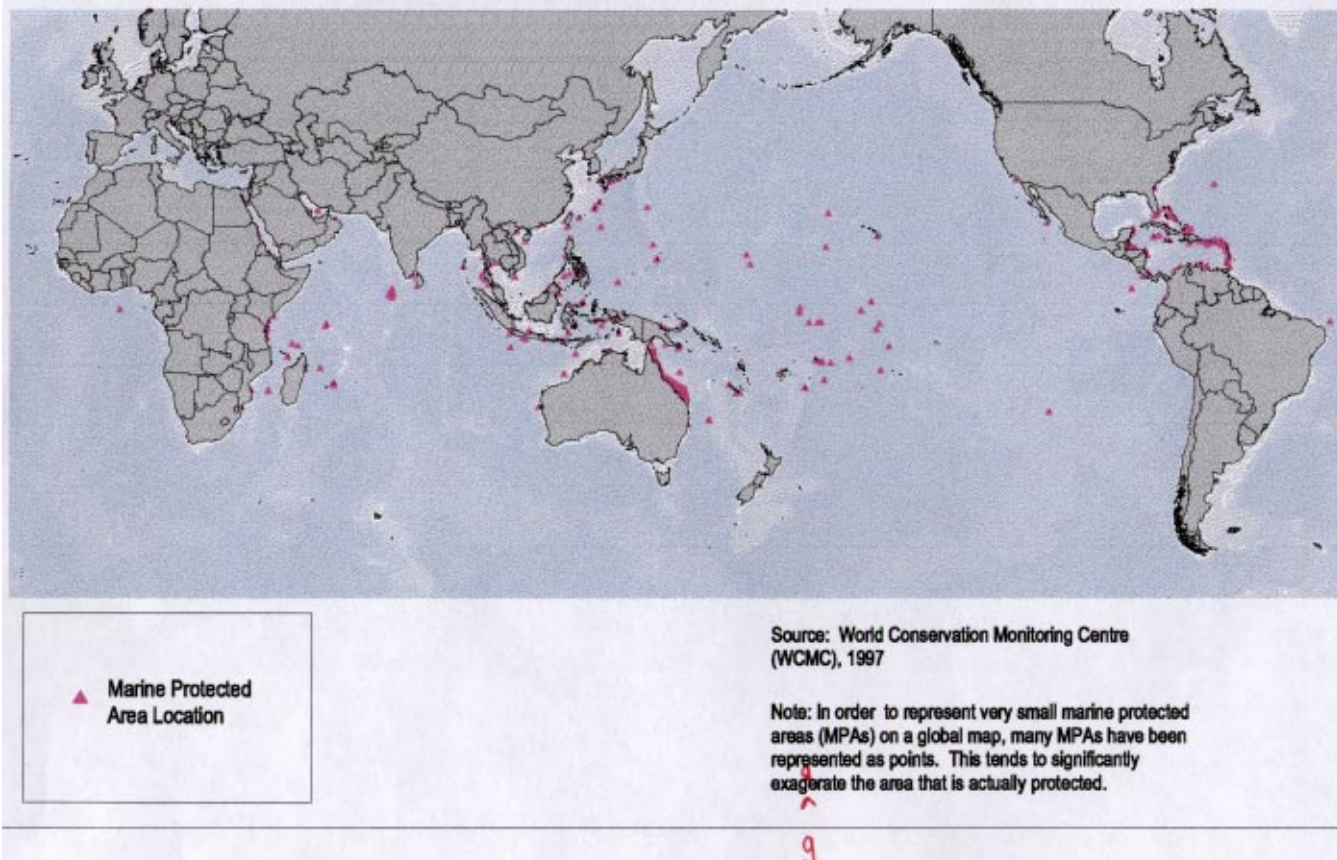 Marine Protected
Area Location
Source: World Conservation Monitoring Centre
(WCMC), 1997
Note: In order to represent very small marine protected
areas (MPAs) on a global map, many MPAs have been
represented as points. This tends to significantly
exagerate the area that is actually protected.
g